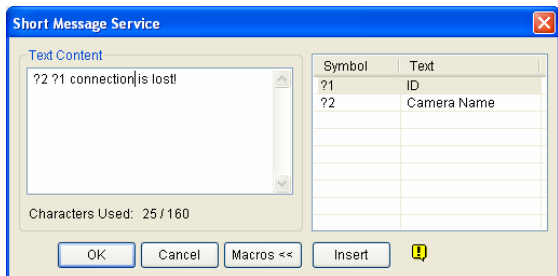 Short Message Service
Text Content
?2 ?1 connection is lost!
Characters Used: 25 / 160
Symbol Text
?1 ID
?2 Camera Name
OK Cancel Macros << Insert